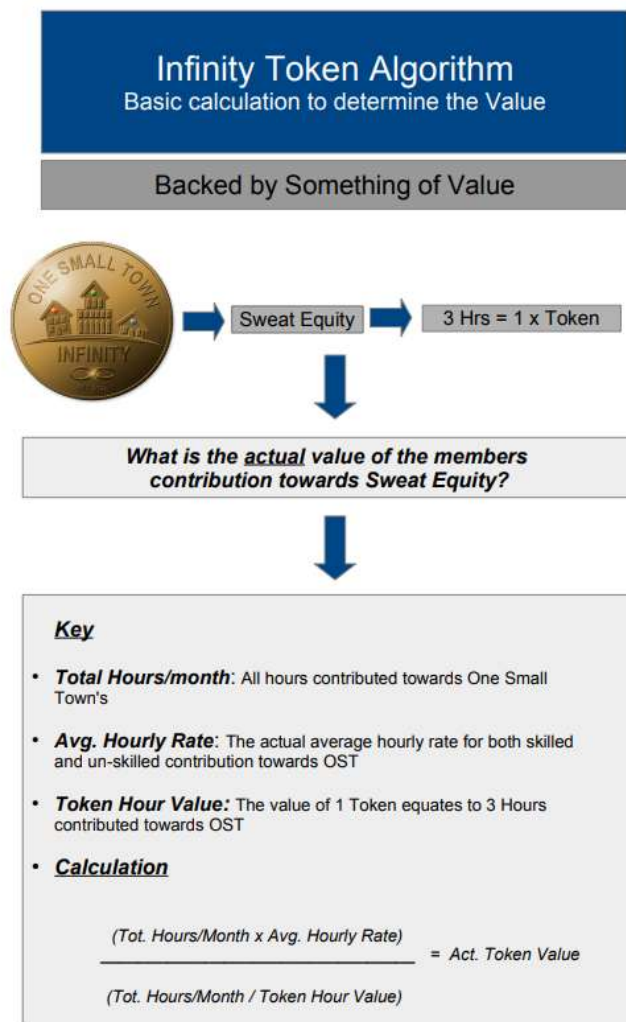 Infinity Token Algorithm
Basic calculation to determine the Value
Backed by Something of Value
ONE SMALL TOWN
INFINITY
Sweat Equity
3 Hrs = 1 x Token
What is the actual value of the members
contribution towards Sweat Equity?
Key
• Total Hours/month: All hours contributed towards One Small
Town's
• Avg. Hourly Rate: The actual average hourly rate for both skilled
and un-skilled contribution towards OST
• Token Hour Value: The value of 1 Token equates to 3 Hours
contributed towards OST
• Calculation
(Tot. Hours/Month x Avg. Hourly Rate)
= Act. Token Value
(Tot. Hours/Month / Token Hour Value)